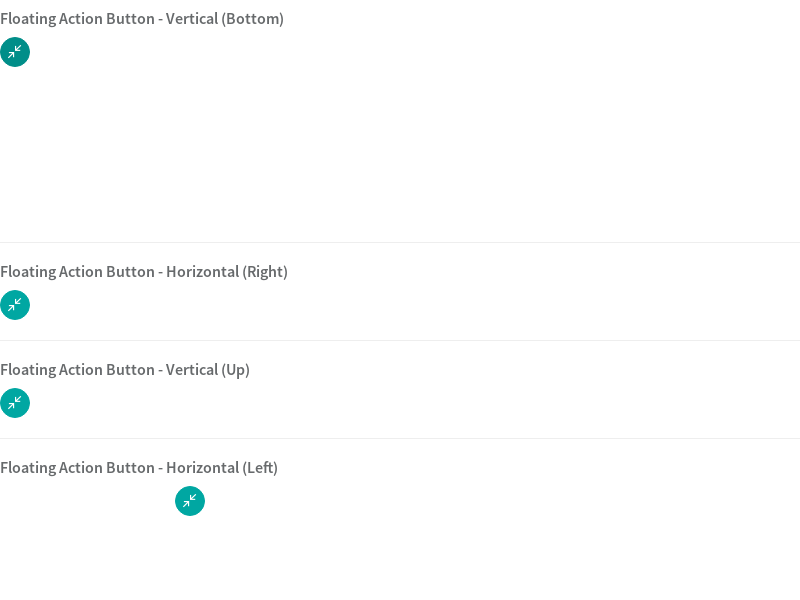 Floating Action Button - Vertical (Bottom)
Floating Action Button - Horizontal (Right)
Floating Action Button - Vertical (Up)
Floating Action Button - Horizontal (Left)